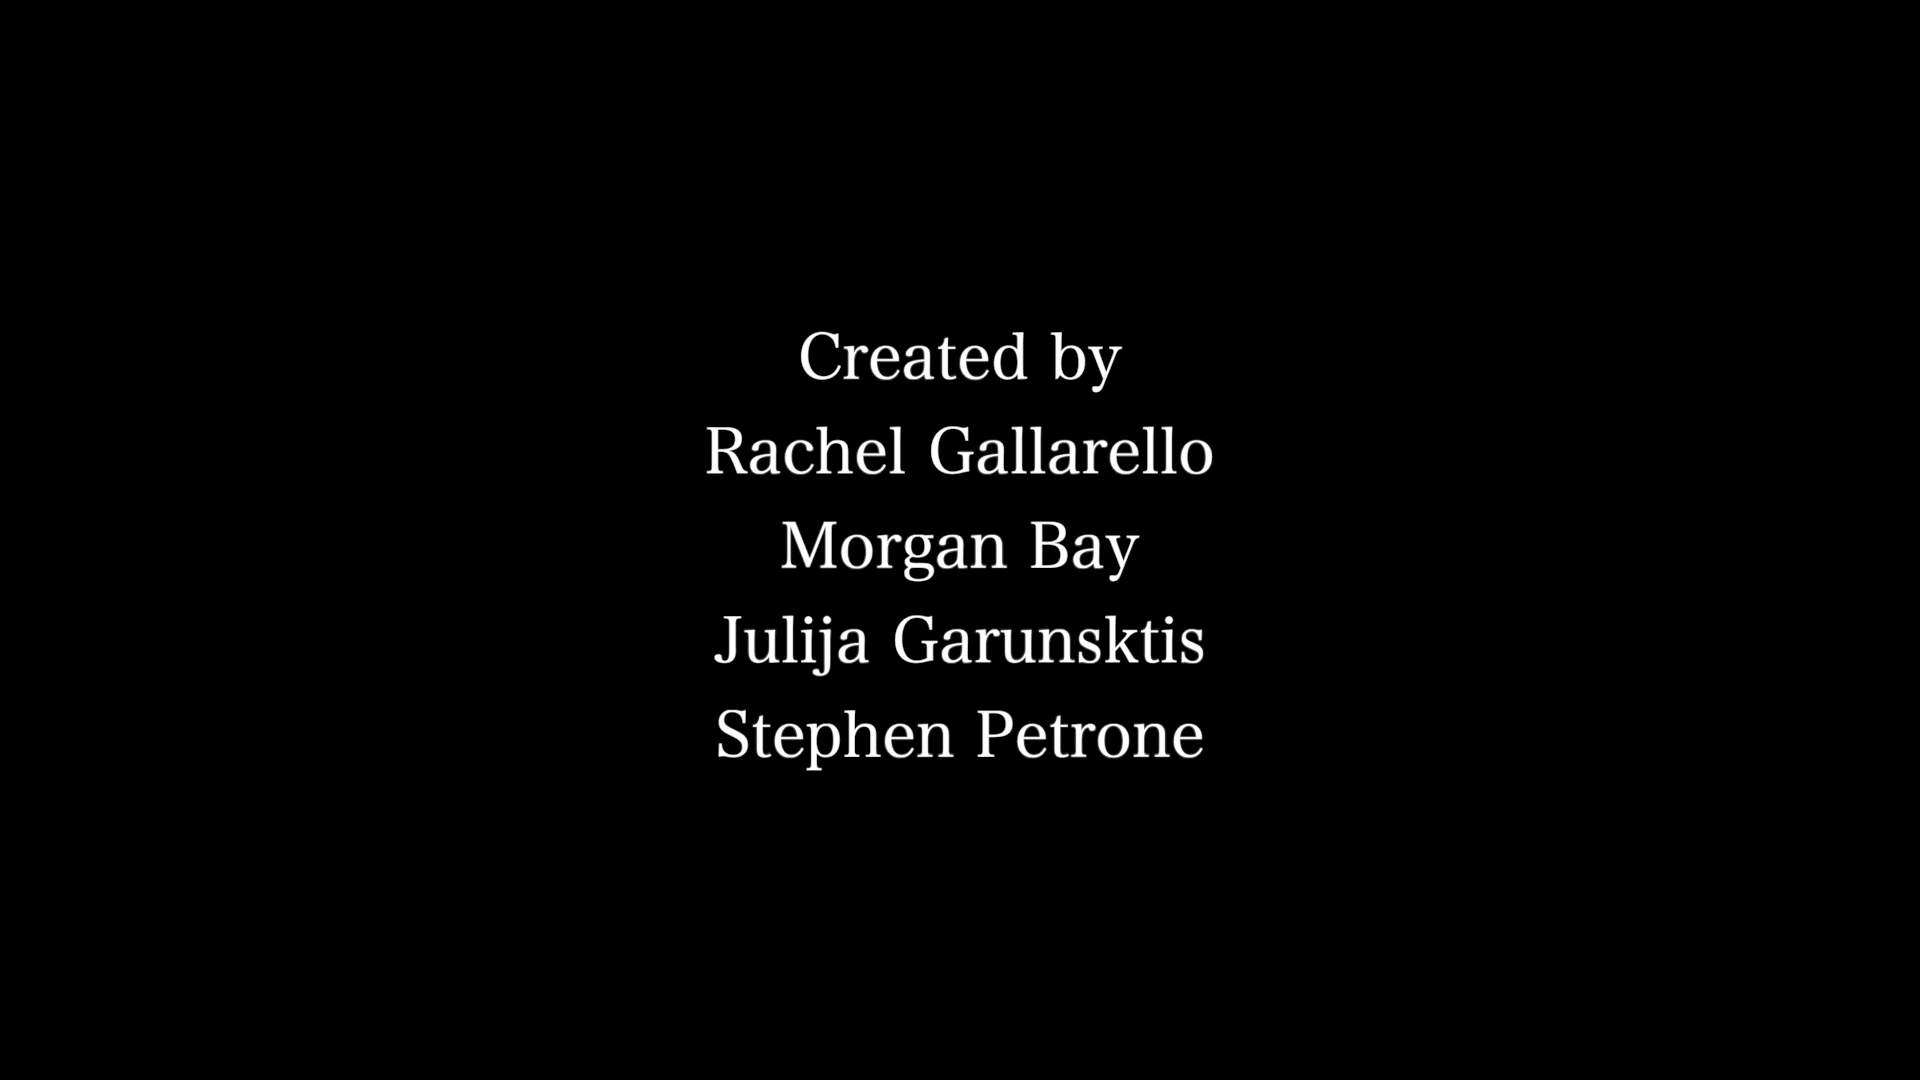 Created by
Rachel Gallarello
Morgan Bay
Julija Garunsktis
Stephen Petrone